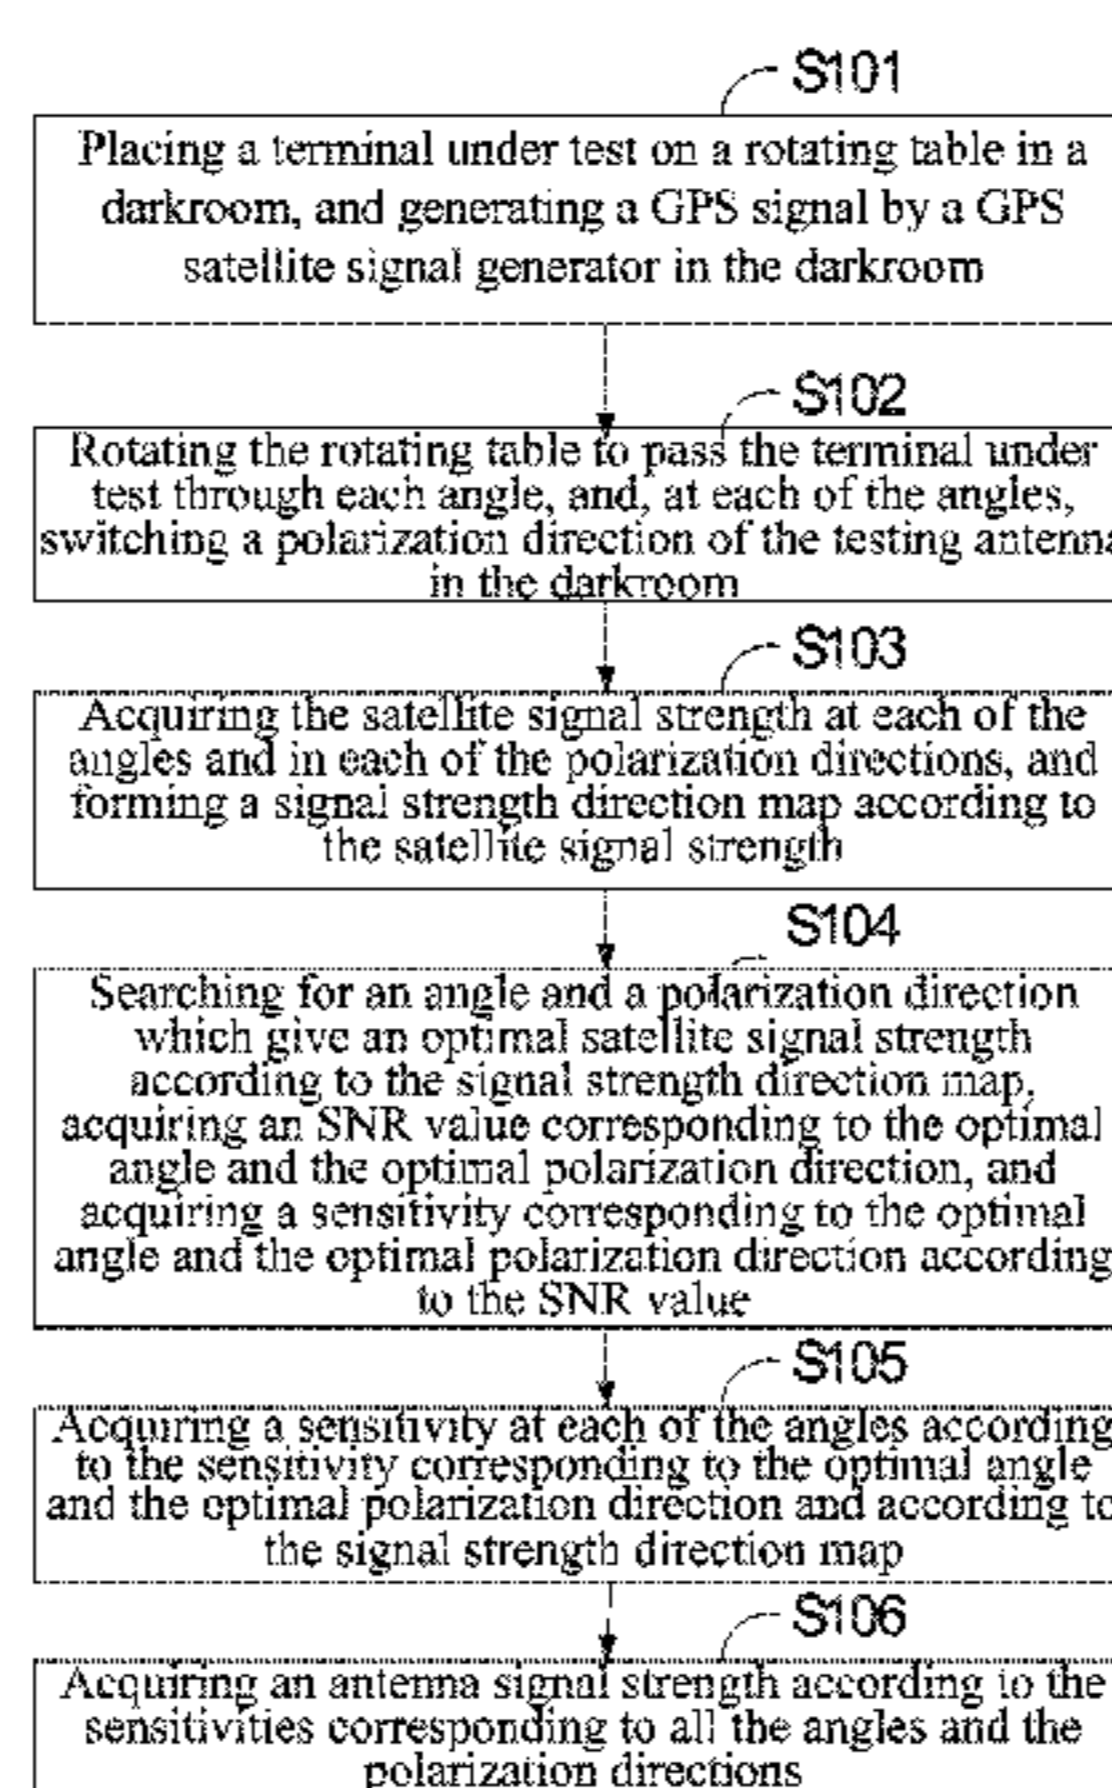 S101
Placing a terminal under test on a rotating table in a
darkroom, and generating a GPS signal by a GPS
satellite signal generator in the darkroom
S102
Rotating the rotating table to pass the terminal under
test through each angle, and, at each of the angles,
switching a polarization direction of the testing antenna
in the darkroom
S103
Acquiring the satellite signal strength at each of the
angles and in each of the polarization directions, and
forming a signal strength direction map according to
the satellite signal strength
S104
Searching for an angle and a polarization direction
which give an optimal satellite signal strength
according to the signal strength direction map,
acquiring an SNR value corresponding to the optimal
angle and the optimal polarization direction, and
acquiring a sensitivity corresponding to the optimal
angle and the optimal polarization direction according
to the SNR value
S105
Acquiring a sensitivity at each of the angles according
to the sensitivity corresponding to the optimal angle
and the optimal polarization direction and according to
the signal strength direction map
S106
Acquiring an antenna signal strength according to the
sensitivities corresponding to all the angles and the
polarization directions